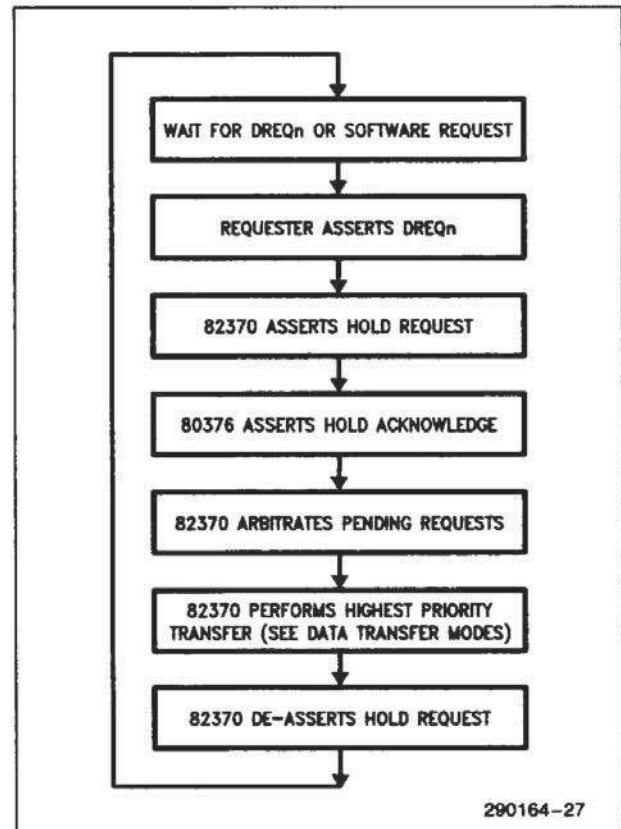 WAIT FOR DREQn OR SOFTWARE REQUEST
REQUESTER ASSERTS DREQn
82370 ASSERTS HOLD REQUEST
80376 ASSERTS HOLD ACKNOWLEDGE
82370 ARBITRATES PENDING REQUESTS
82370 PERFORMS HIGHEST PRIORITY
TRANSFER (SEE DATA TRANSFER MODES)
82370 DE-ASSERTS HOLD REQUEST
290164-27